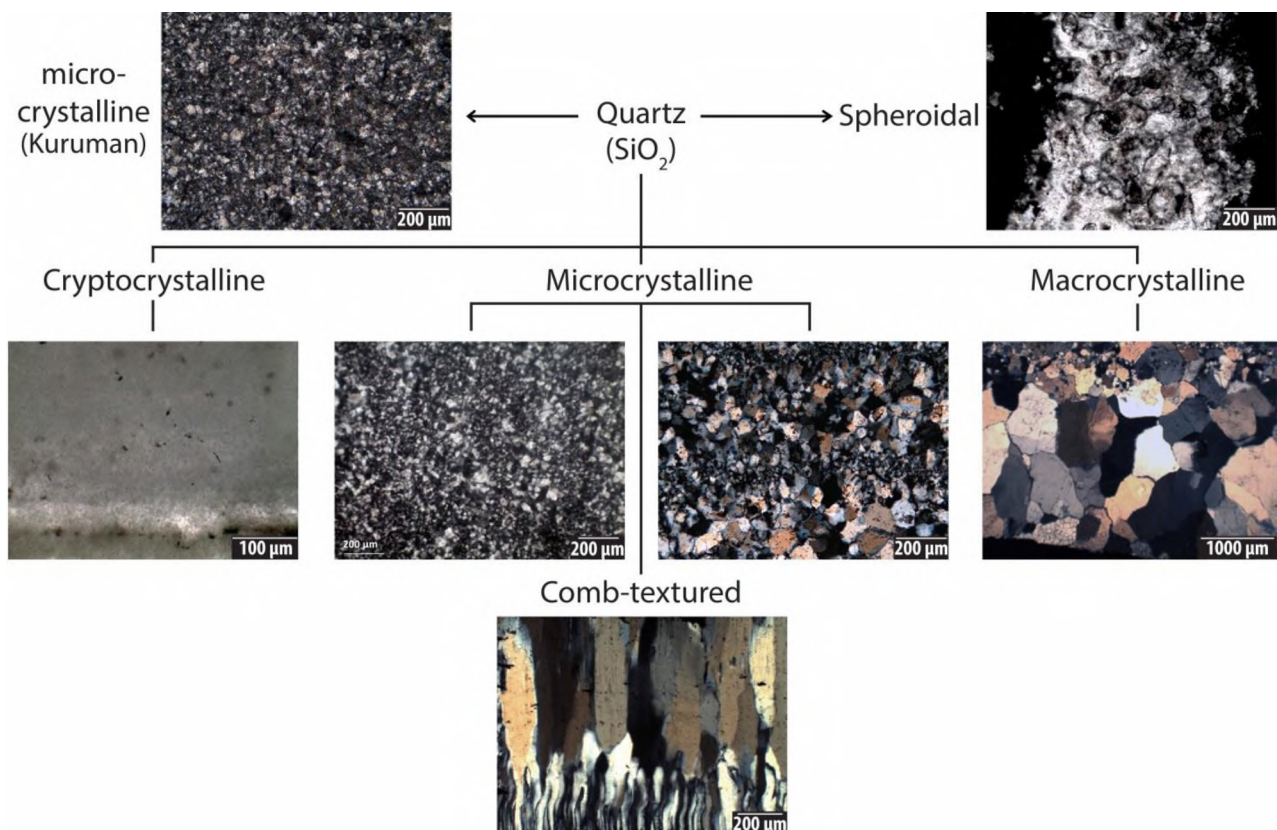 micro-
crystalline
(Kuruman)
200 µm
Quartz
(SiO2)
Spheroidal
200 µm
Cryptocrystalline
Microcrystalline
Macrocrystalline
100 µm
200 µm
200 µm
200 µm
1000 µm
Comb-textured
200 µm